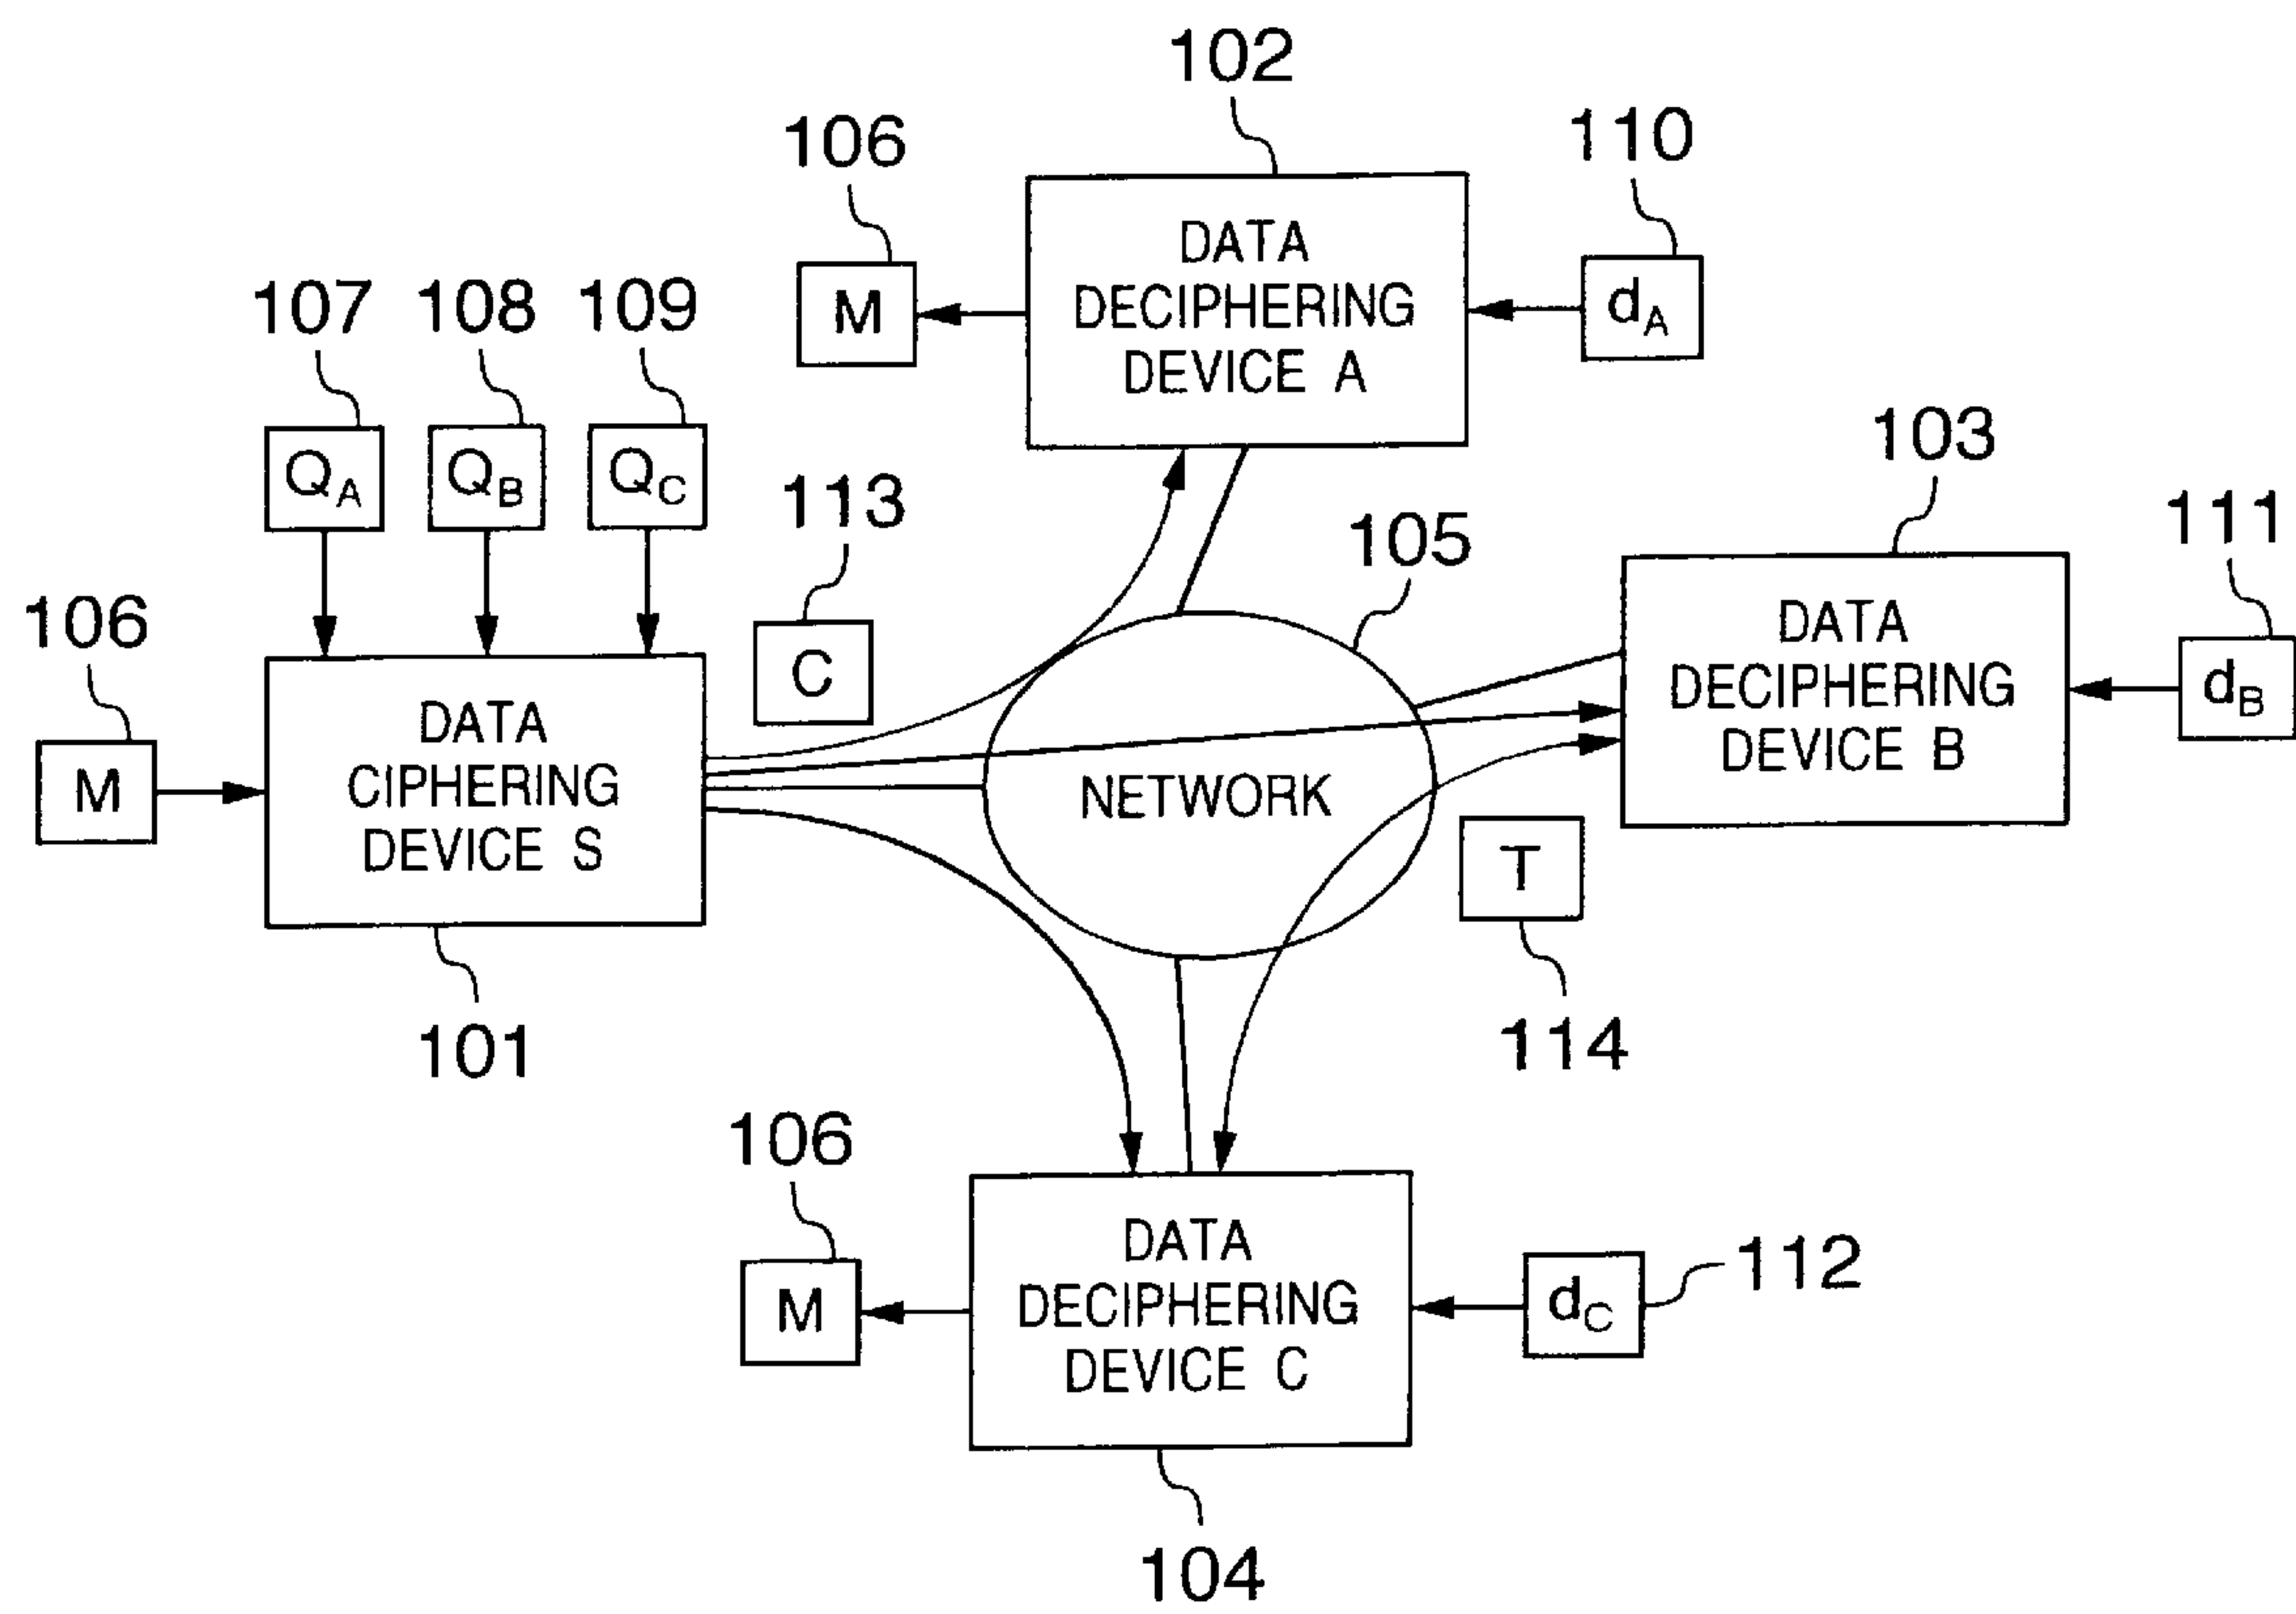 102
106
110
DATA
DECIPHERING
DEVICE A
M
dA
107
108
109
QA
QB
QC
113
C
105
103
111
106
M
DATA
CIPHERING
DEVICE S
NETWORK
DATA
DECIPHERING
DEVICE B
dB
T
114
101
106
M
DATA
DECIPHERING
DEVICE C
dC
112
104